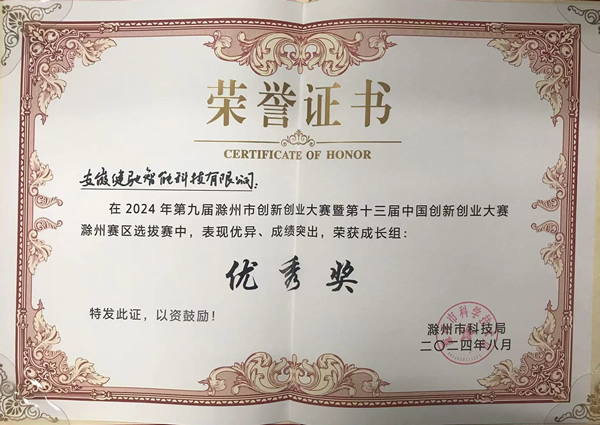 荣誉证书
CERTIFICATE OF HONOR
安徽健驰智能科技有限公司：
在 2024 年第九届滁州市创新创业大赛暨第十三届中国创新创业大赛
滁州赛区选拔赛中，表现优异、成绩突出，荣获成长组：
优秀奖
特发此证，以资鼓励！
滁州市科技局
二〇二四年八月